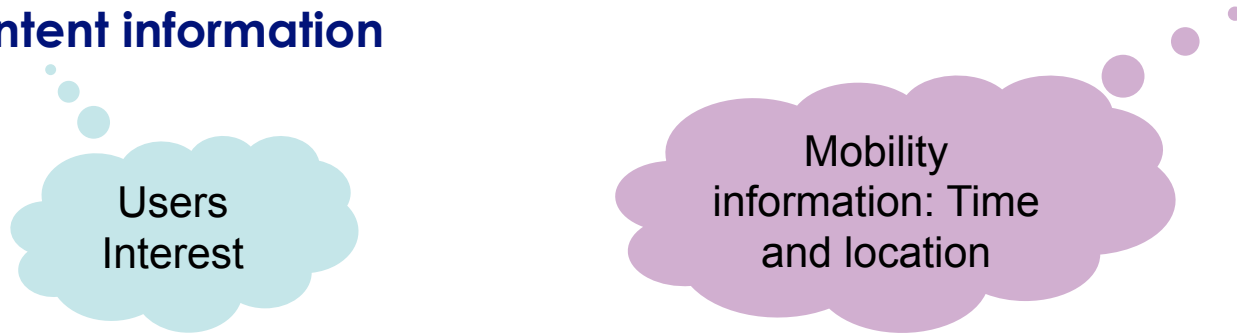 ntent information
Users
Interest
Mobility
information: Time
and location